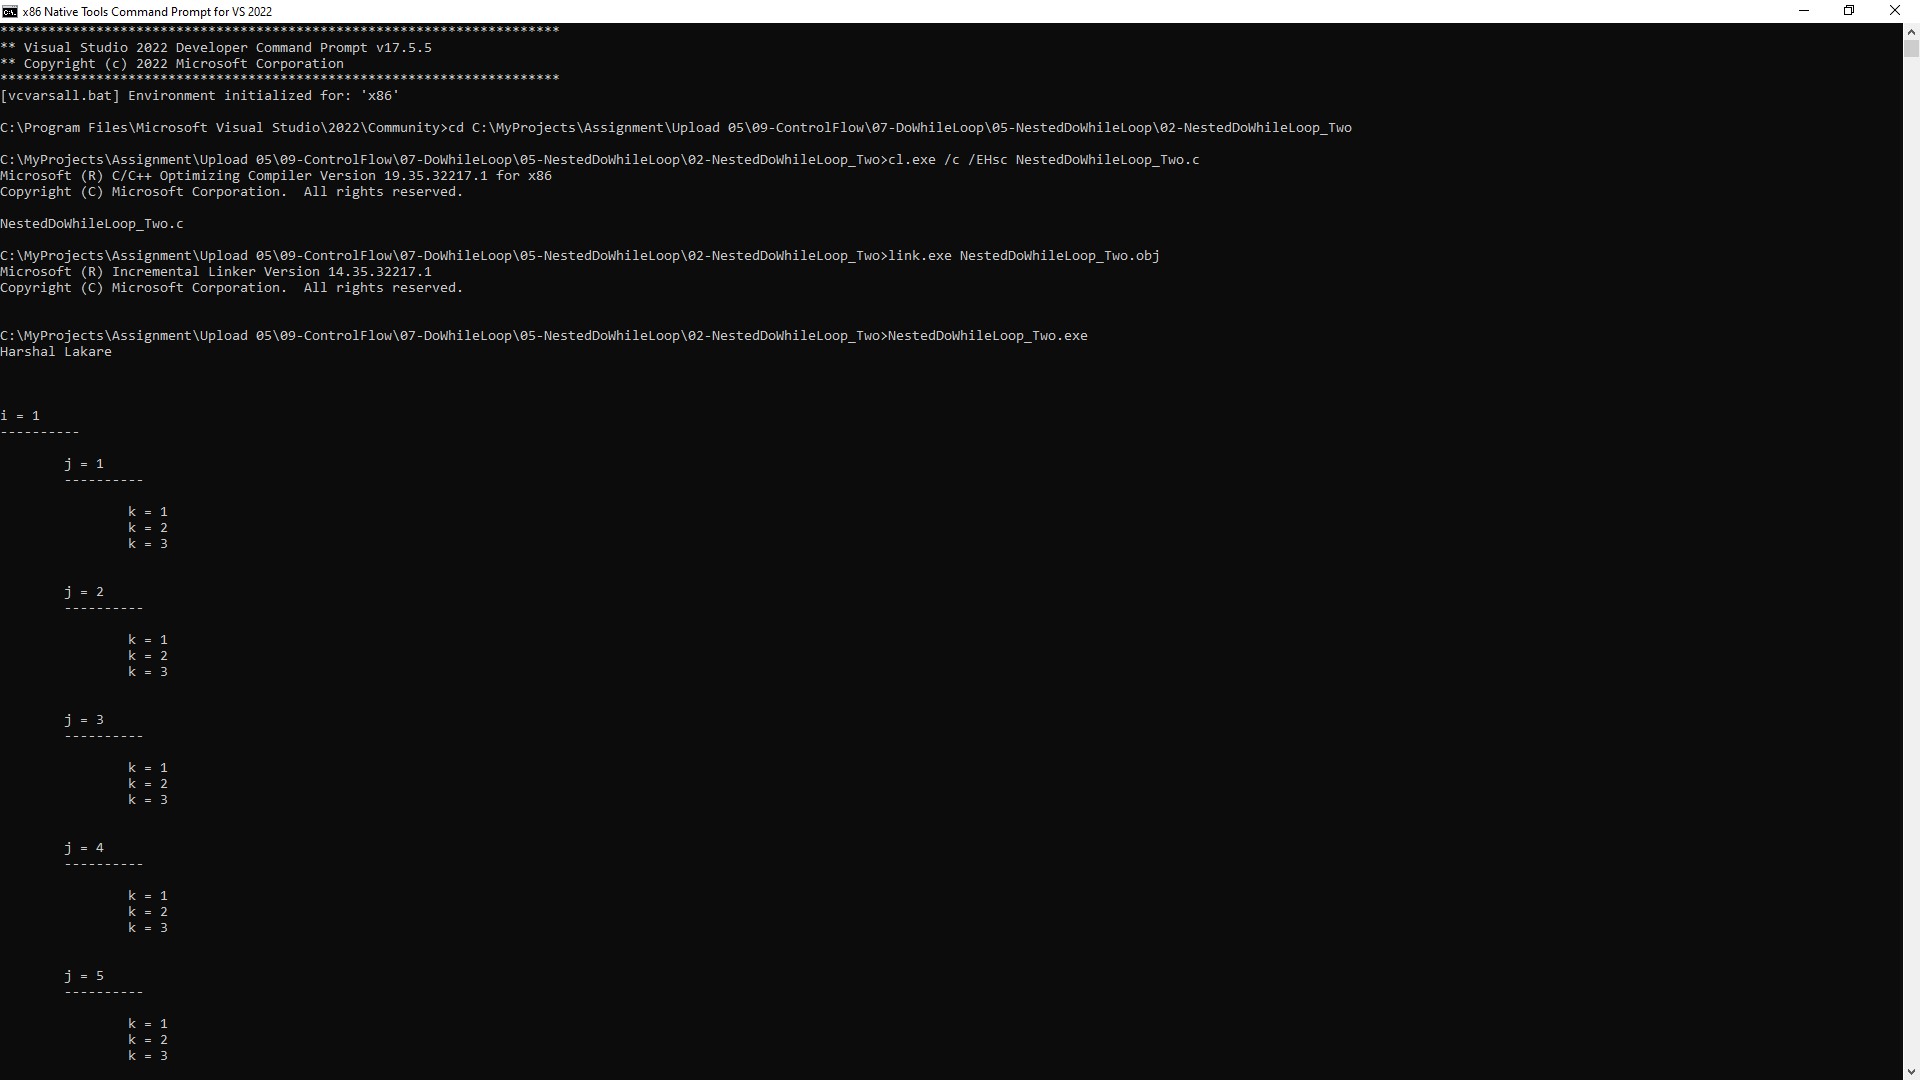 x86 Native Tools Command Prompt for VS 2022
**********************************************************************
** Visual Studio 2022 Developer Command Prompt v17.5.5
** Copyright (c) 2022 Microsoft Corporation
**********************************************************************
[vcvarsall.bat] Environment initialized for: 'x86'
C:\Program Files\Microsoft Visual Studio\2022\Community>cd C:\MyProjects\Assignment\Upload 05\09-ControlFlow\07-DoWhileLoop\05-NestedDoWhileLoop\02-NestedDoWhileLoop_Two
C:\MyProjects\Assignment\Upload 05\09-ControlFlow\07-DoWhileLoop\05-NestedDoWhileLoop\02-NestedDoWhileLoop_Two>cl.exe /c /EHsc NestedDoWhileLoop_Two.c
Microsoft (R) C/C++ Optimizing Compiler Version 19.35.32217.1 for x86
Copyright (C) Microsoft Corporation.  All rights reserved.
NestedDoWhileLoop_Two.c
C:\MyProjects\Assignment\Upload 05\09-ControlFlow\07-DoWhileLoop\05-NestedDoWhileLoop\02-NestedDoWhileLoop_Two>link.exe NestedDoWhileLoop_Two.obj
Microsoft (R) Incremental Linker Version 14.35.32217.1
Copyright (C) Microsoft Corporation.  All rights reserved.
C:\MyProjects\Assignment\Upload 05\09-ControlFlow\07-DoWhileLoop\05-NestedDoWhileLoop\02-NestedDoWhileLoop_Two>NestedDoWhileLoop_Two.exe
Harshal Lakare
i = 1
----------
j = 1
----------
k = 1
k = 2
k = 3
j = 2
----------
k = 1
k = 2
k = 3
j = 3
----------
k = 1
k = 2
k = 3
j = 4
----------
k = 1
k = 2
k = 3
j = 5
----------
k = 1
k = 2
k = 3